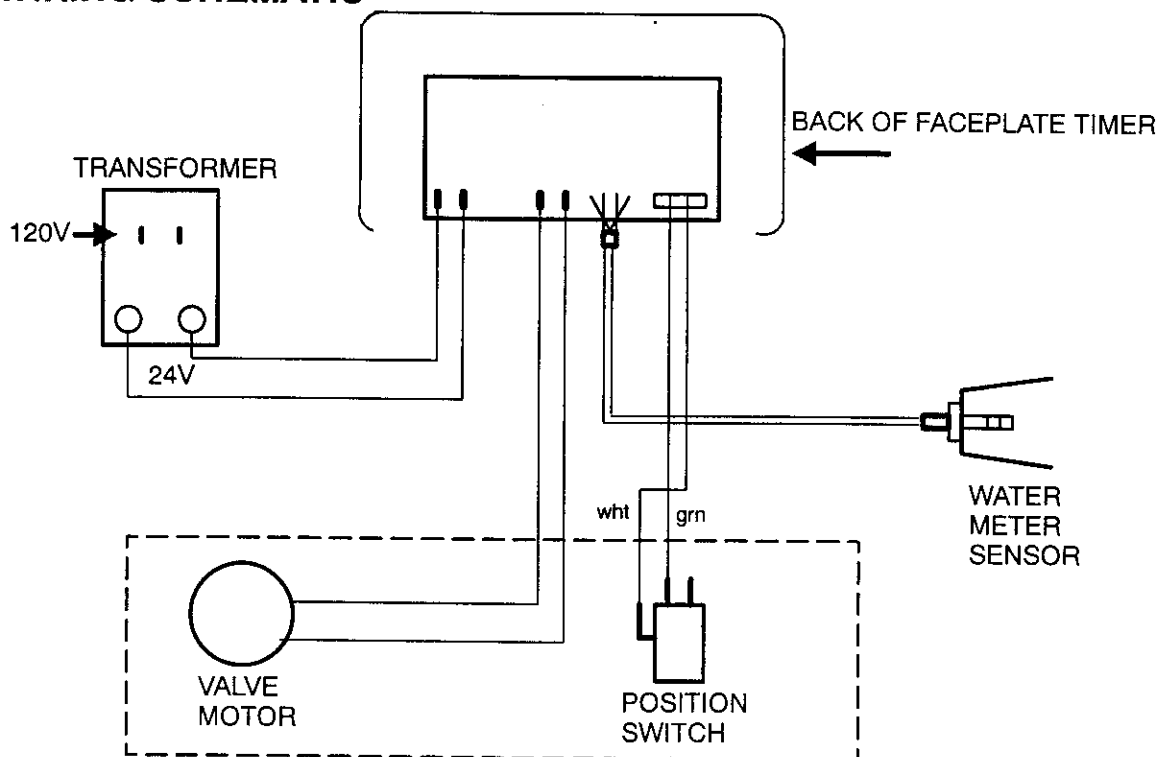 BACK OF FACEPLATE TIMER
TRANSFORMER
120V
24V
wht
grn
WATER
METER
SENSOR
VALVE
MOTOR
POSITION
SWITCH